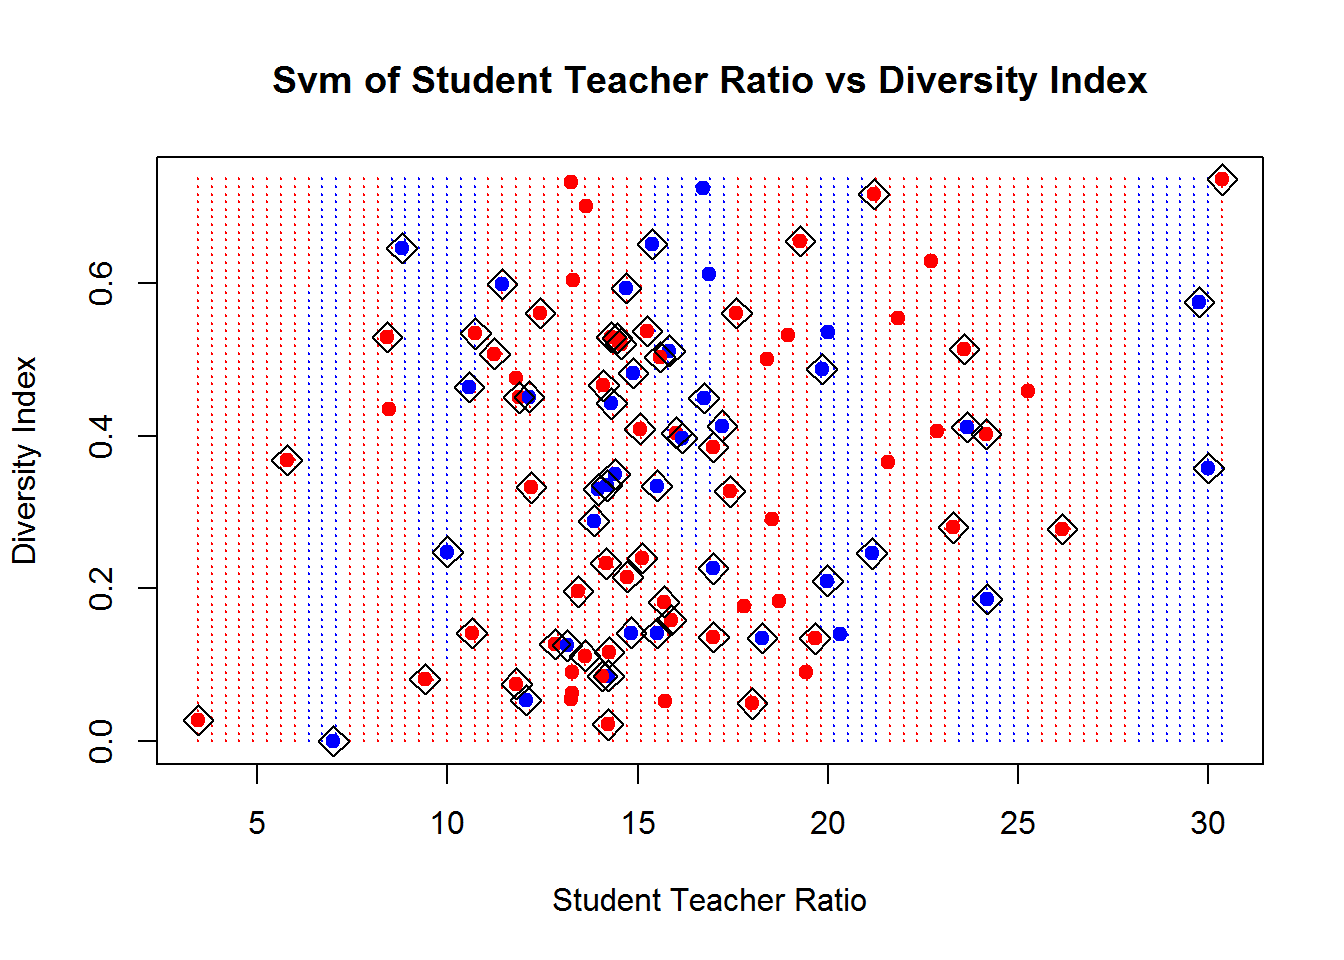 Svm of Student Teacher Ratio vs Diversity Index
Diversity Index
0.6
0.4
0.2
0.0
5 10 15 20 25 30
Student Teacher Ratio